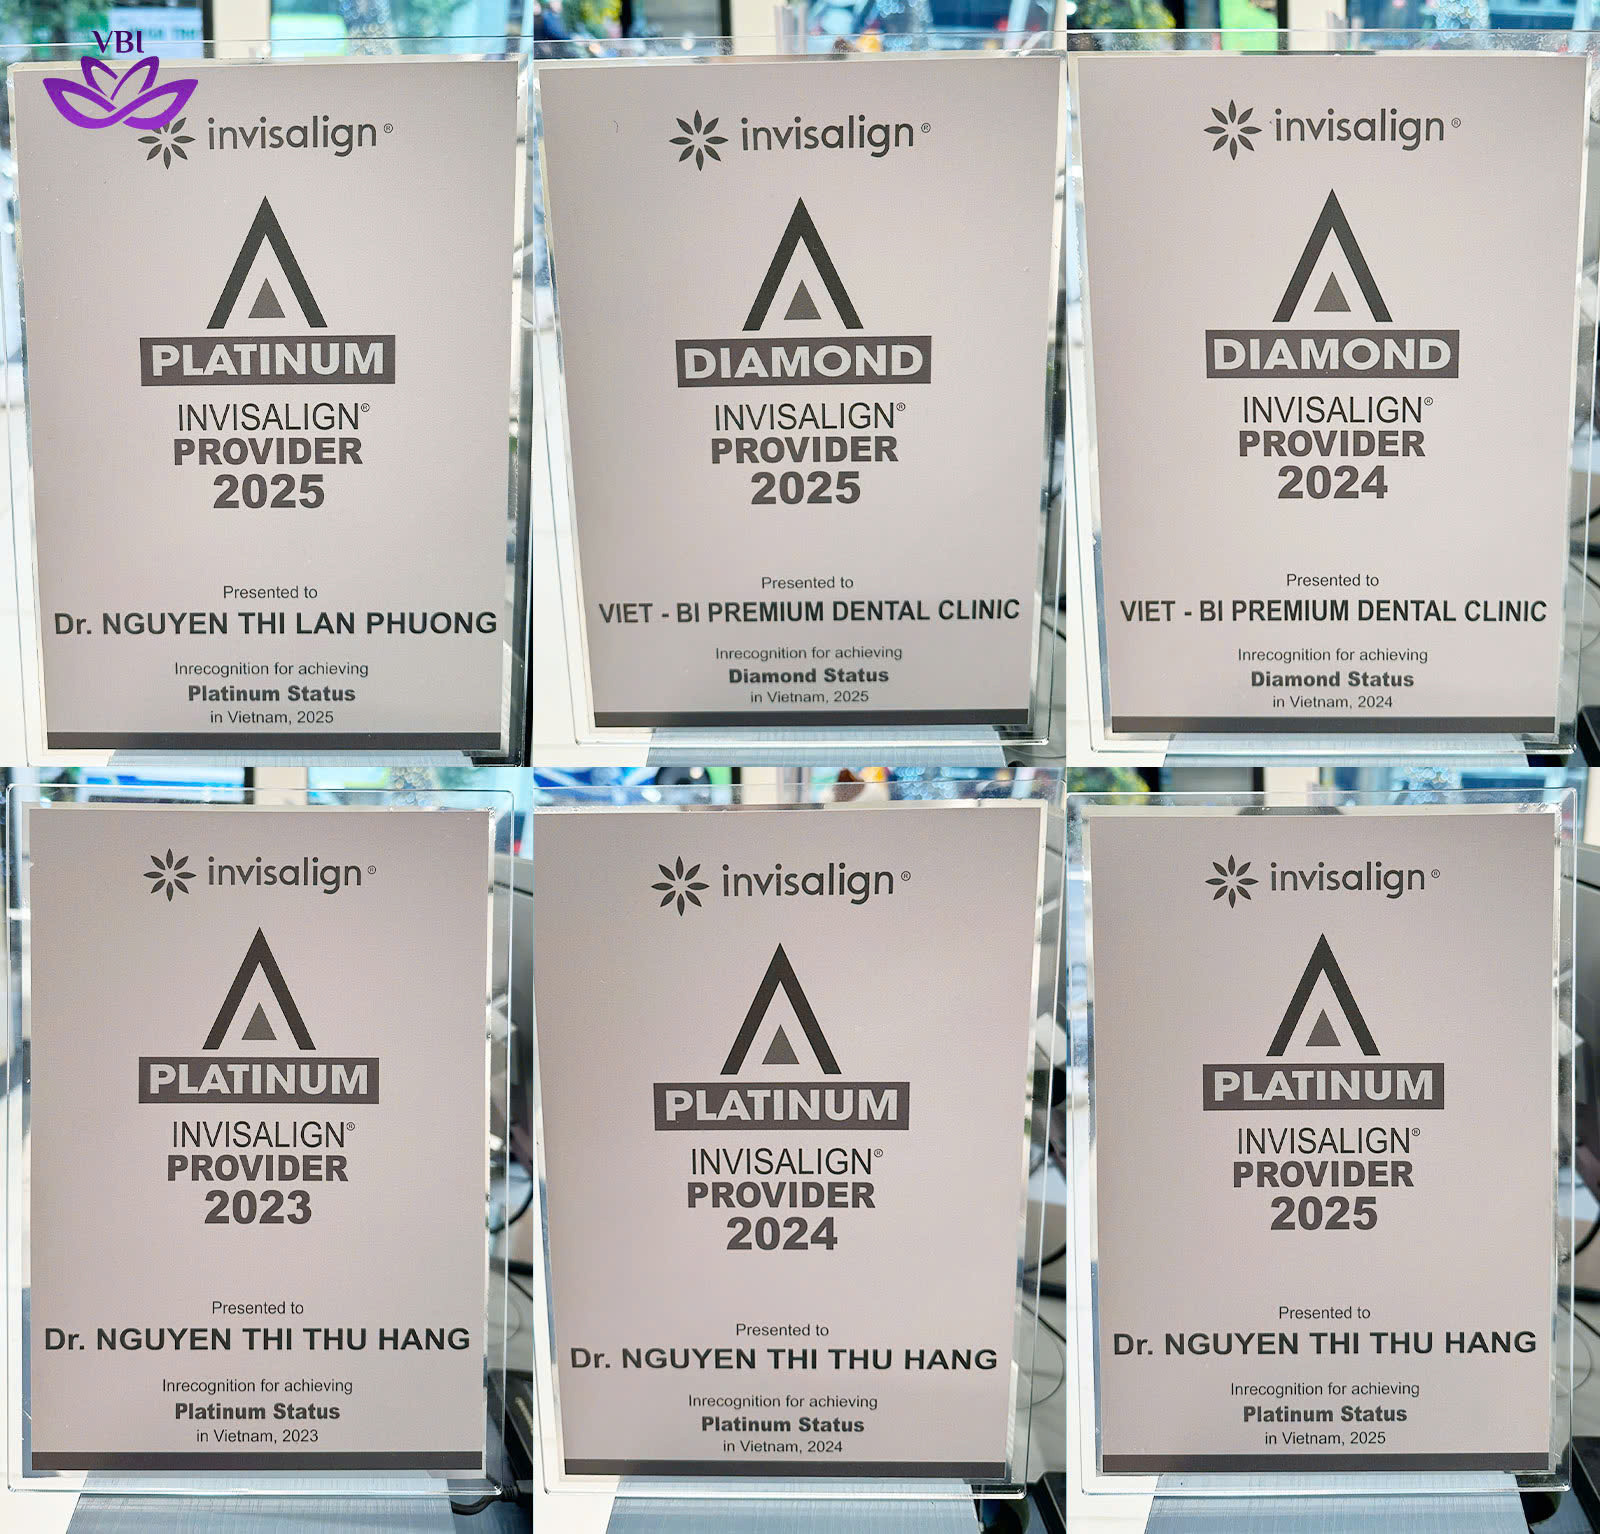 VBI
invisalign®
PLATINUM
INVISALIGN®
PROVIDER
2025
Presented to
Dr. NGUYEN THI LAN PHUONG
Inrecognition for achieving
Platinum Status
in Vietnam, 2025
invisalign®
DIAMOND
INVISALIGN®
PROVIDER
2025
Presented to
VIET - BI PREMIUM DENTAL CLINIC
Inrecognition for achieving
Diamond Status
in Vietnam, 2025
invisalign®
DIAMOND
INVISALIGN®
PROVIDER
2024
Presented to
VIET - BI PREMIUM DENTAL CLINIC
Inrecognition for achieving
Diamond Status
in Vietnam, 2024
invisalign®
PLATINUM
INVISALIGN®
PROVIDER
2023
Presented to
Dr. NGUYEN THI THU HANG
Inrecognition for achieving
Platinum Status
in Vietnam, 2023
invisalign®
PLATINUM
INVISALIGN®
PROVIDER
2024
Presented to
Dr. NGUYEN THI THU HANG
Inrecognition for achieving
Platinum Status
in Vietnam, 2024
invisalign®
PLATINUM
INVISALIGN®
PROVIDER
2025
Presented to
Dr. NGUYEN THI THU HANG
Inrecognition for achieving
Platinum Status
in Vietnam, 2025